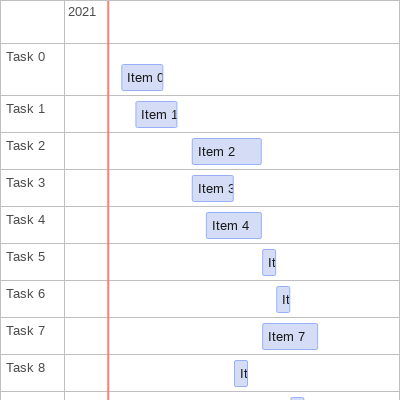 2021
Task 0
Item 0
Task 1
Item 1
Task 2
Item 2
Task 3
Item 3
Task 4
Item 4
Task 5
It
Task 6
It
Task 7
Item 7
Task 8
It